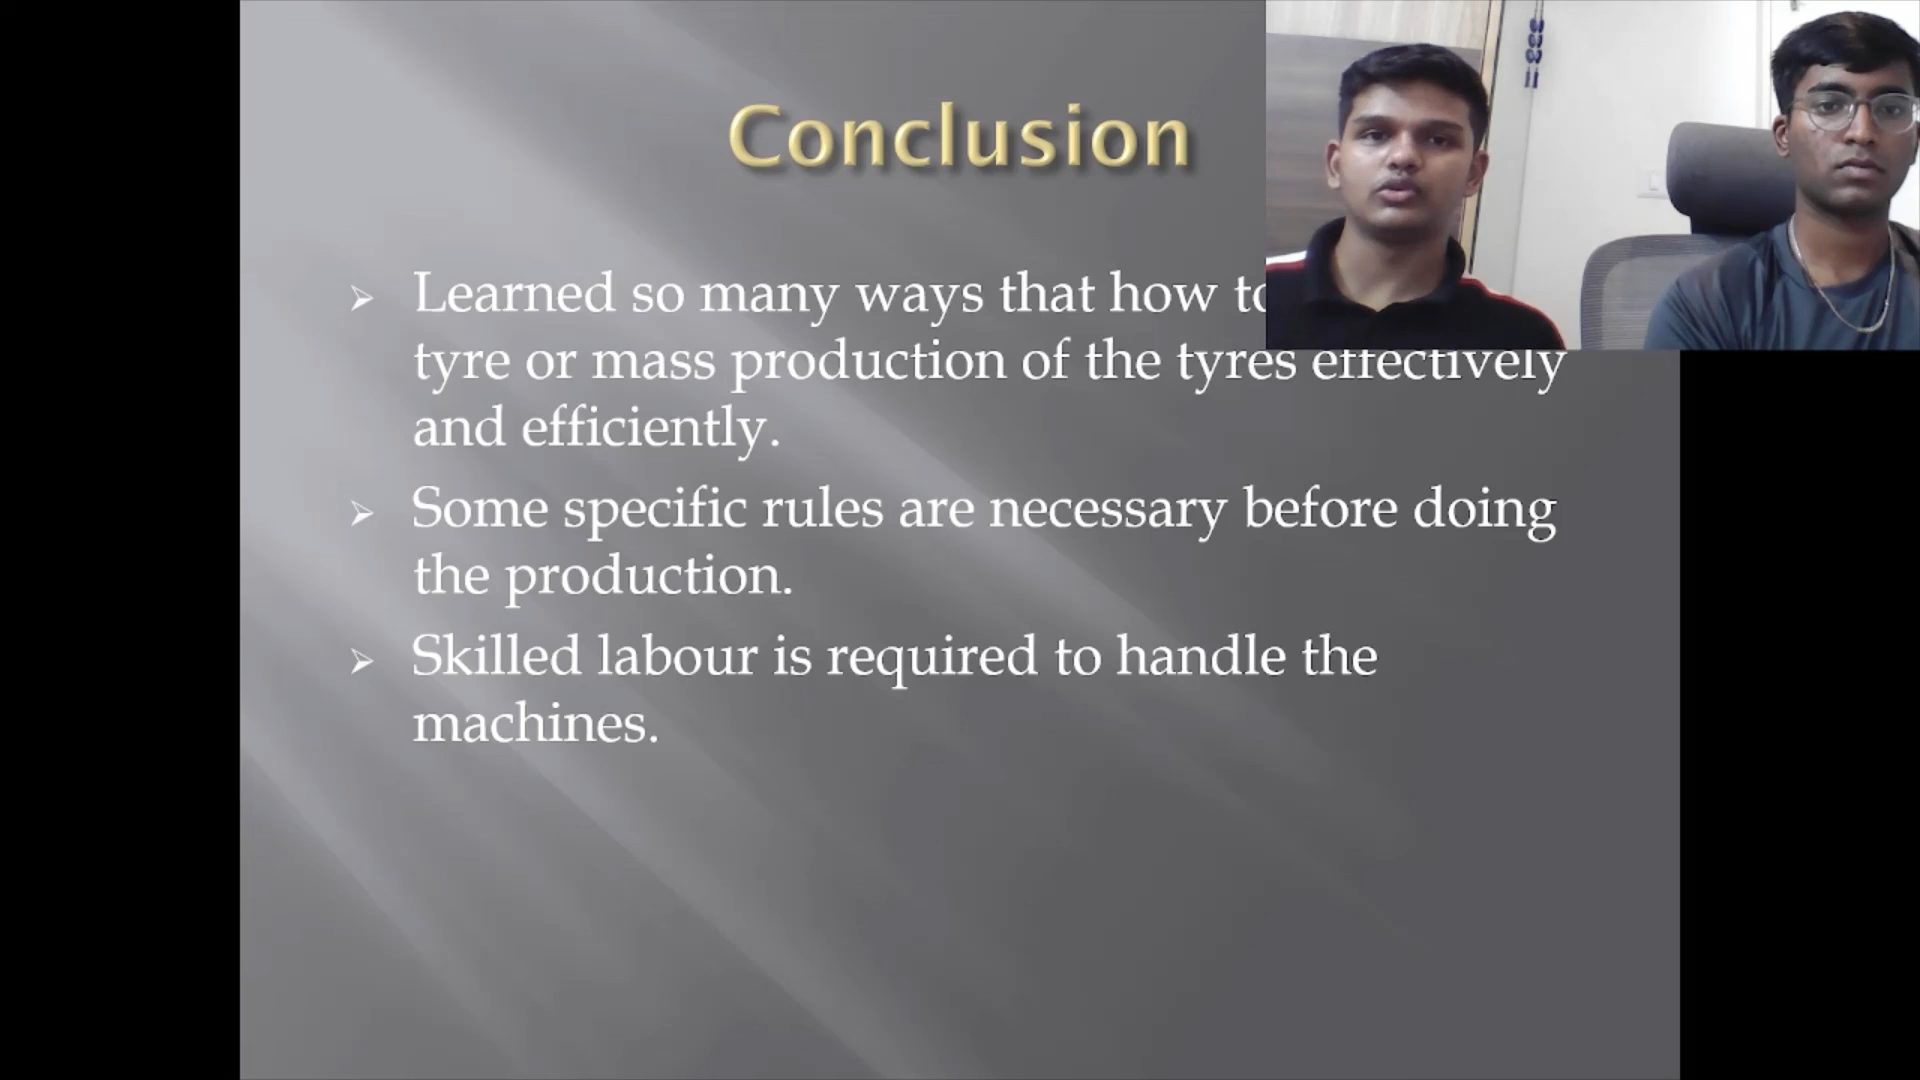 Conclusion
Learned so many ways that how to
tyre or mass production of the tyres effectively
and efficiently.
Some specific rules are necessary before doing
the production.
Skilled labour is required to handle the
machines.